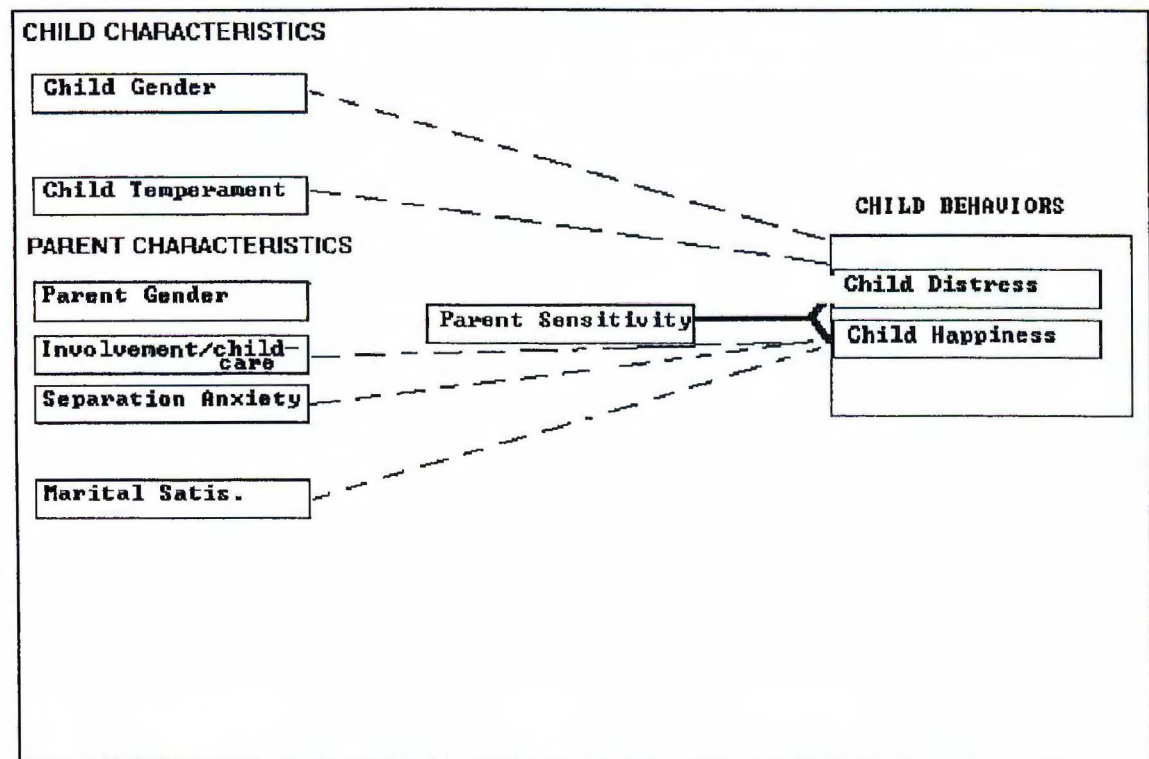 CHILD CHARACTERISTICS
Child Gender
Child Temperament
PARENT CHARACTERISTICS
Parent Gender
Involvement/child-
care
Separation Anxiety
Marital Satis.
Parent Sensitivity
CHILD BEHAVIORS
Child Distress
Child Happiness